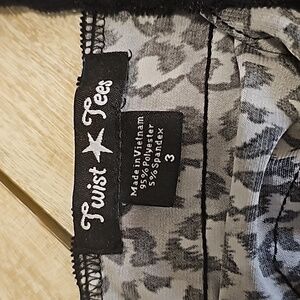 Twist ★ Tees
Made in Vietnam
95% Polyester
5% Spandex
3